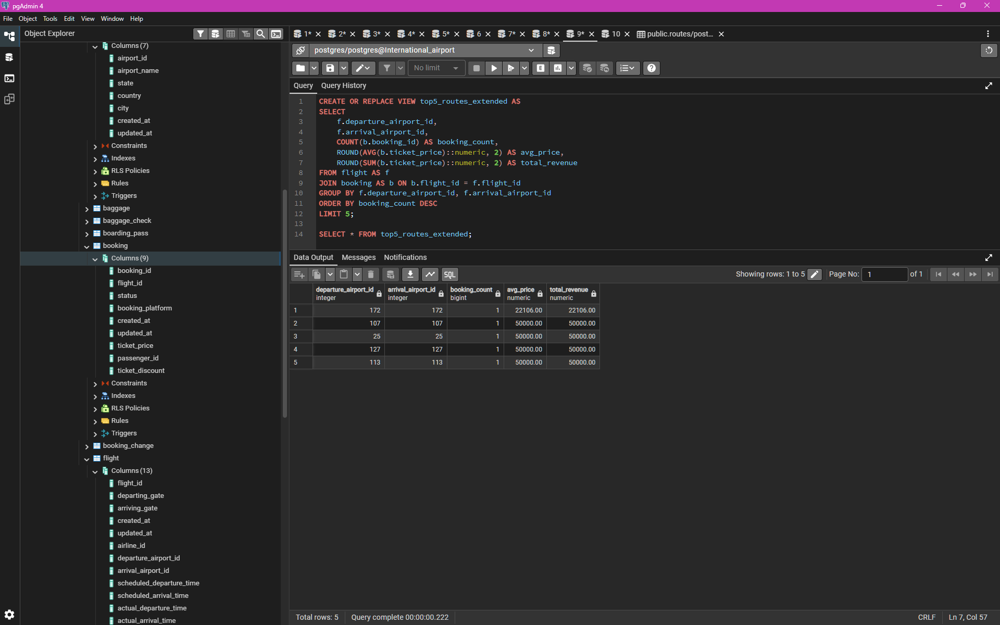 pgAdmin 4
File Object Tools Edit View Window Help
Object Explorer
1* 2* 3* 4* 5* 6 7* 8* 9* 10 public.routes/post...
postgres/postgres@International_airport
No limit
Query Query History
Columns (7)
airport_id
airport_name
state
country
city
created_at
updated_at
Constraints
Indexes
RLS Policies
Rules
Triggers
baggage
baggage_check
boarding_pass
booking
Columns (9)
booking_id
flight_id
status
booking_platform
created_at
updated_at
ticket_price
passenger_id
ticket_discount
Constraints
Indexes
RLS Policies
Rules
Triggers
booking_change
flight
Columns (13)
flight_id
departing_gate
arriving_gate
created_at
updated_at
airline_id
departure_airport_id
arrival_airport_id
scheduled_departure_time
scheduled_arrival_time
actual_departure_time
actual_arrival_time
1 CREATE OR REPLACE VIEW top5_routes_extended AS
2 SELECT
3 f.departure_airport_id,
4 f.arrival_airport_id,
5 COUNT(b.booking_id) AS booking_count,
6 ROUND(AVG(b.ticket_price)::numeric, 2) AS avg_price,
7 ROUND(SUM(b.ticket_price)::numeric, 2) AS total_revenue
8 FROM flight AS f
9 JOIN booking AS b ON b.flight_id = f.flight_id
10 GROUP BY f.departure_airport_id, f.arrival_airport_id
11 ORDER BY booking_count DESC
12 LIMIT 5;
13
14 SELECT * FROM top5_routes_extended;
Data Output Messages Notifications
SQL Showing rows: 1 to 5 Page No: 1 of 1
departure_airport_id arrival_airport_id booking_count avg_price total_revenue
integer integer bigint numeric numeric
1 172 172 1 22106.00 22106.00
2 107 107 1 50000.00 50000.00
3 25 25 1 50000.00 50000.00
4 127 127 1 50000.00 50000.00
5 113 113 1 50000.00 50000.00
Total rows: 5 Query complete 00:00:00.222 CRLF Ln 7, Col 57